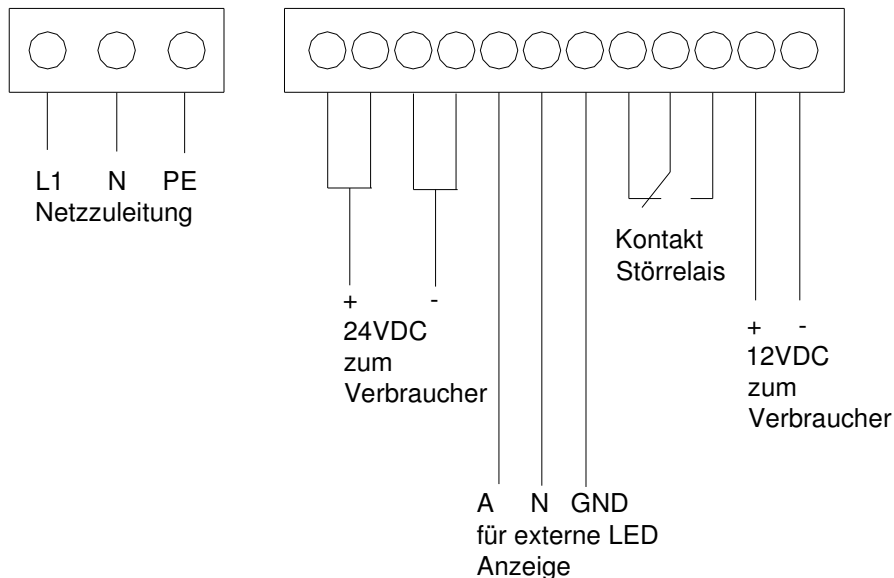 L1 N PE
Netzzuleitung
+ -
24VDC
zum
Verbraucher
A N GND
für externe LED
Anzeige
Kontakt
Störrelais
+ -
12VDC
zum
Verbraucher